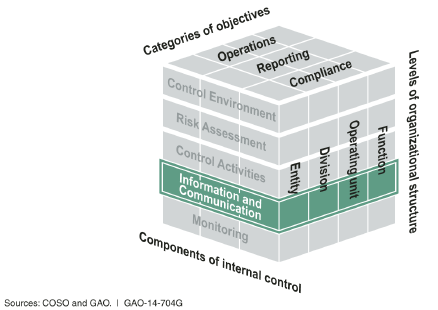 Categories of objectives
Operations
Reporting
Compliance
Levels of organizational structure
Control Environment
Risk Assessment
Control Activities
Information and
Communication
Monitoring
Entity
Division
Operating unit
Function
Components of internal control
Sources: COSO and GAO. | GAO-14-704G